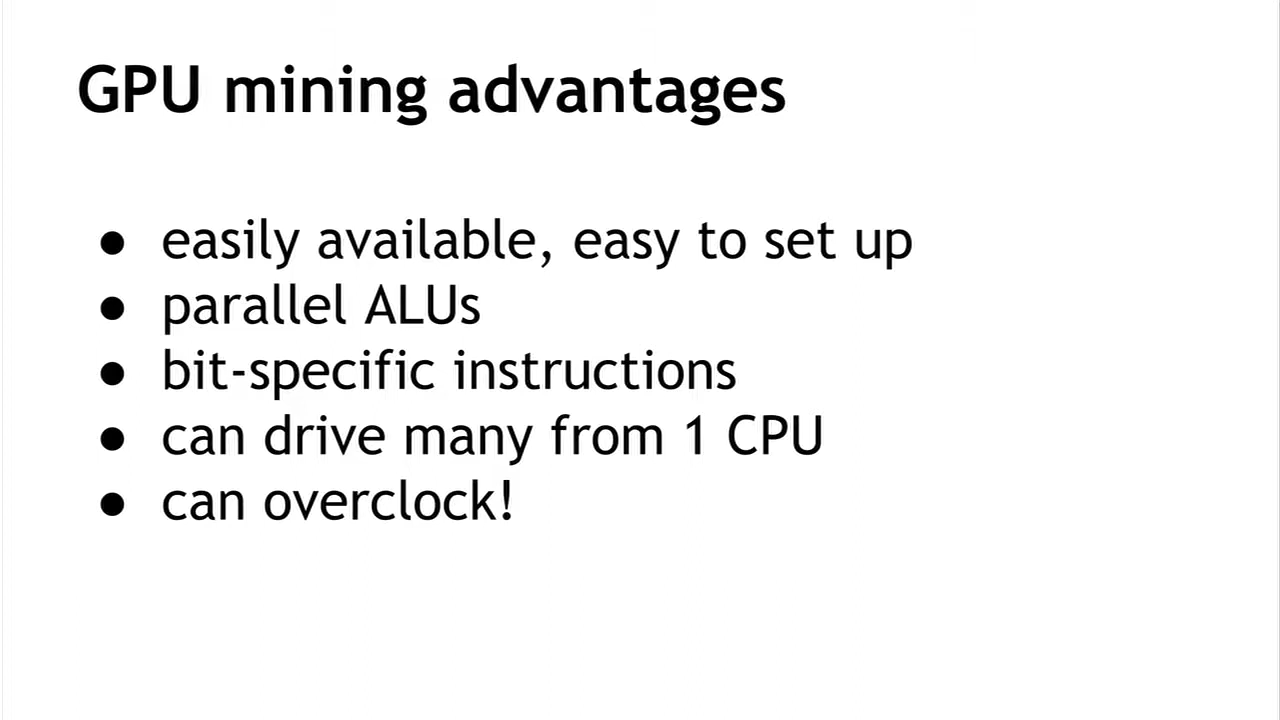 GPU mining advantages
● easily available, easy to set up
● parallel ALUs
● bit-specific instructions
● can drive many from 1 CPU
● can overclock!